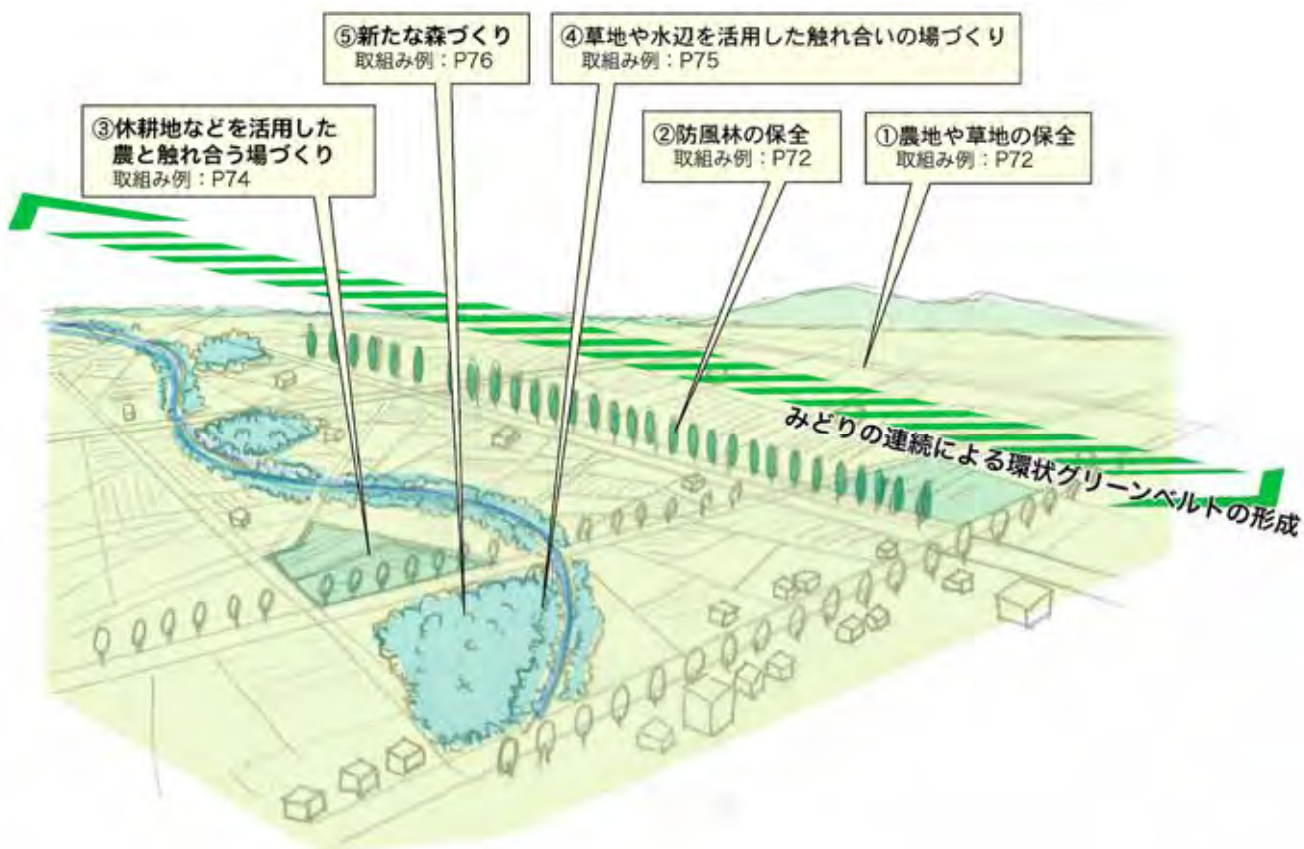 ⑤新たな森づくり
取組み例：P76
④草地や水辺を活用した触れ合いの場づくり
取組み例：P75
③休耕地などを活用した
農と触れ合う場づくり
取組み例：P74
②防風林の保全
取組み例：P72
①農地や草地の保全
取組み例：P72
みどりの連続による環状グリーンベルトの形成